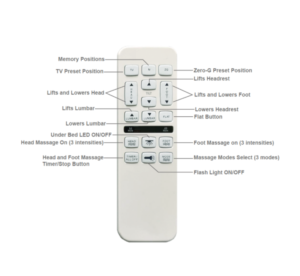 Memory Positions
TV Preset Position
Zero-G Preset Position
Lifts Headrest
Lifts and Lowers Head
Lifts and Lowers Foot
Lifts Lumbar
Lowers Headrest
Flat Button
Lowers Lumbar
Under Bed LED ON/OFF
Head Massage On (3 intensities)
Foot Massage on (3 intensities)
Head and Foot Massage
Timer/Stop Button
Massage Modes Select (3 modes)
Flash Light ON/OFF